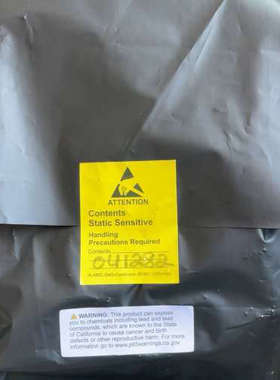 ATTENTION
Contents
Static Sensitive
Handling
Precautions Required
Contents
041282
WARNING: This product can expose
you to chemicals including lead and lead
compounds, which are known to the State
of California to cause cancer and birth
defects or other reproductive harm. For more
information go to www.p65warnings.ca.gov